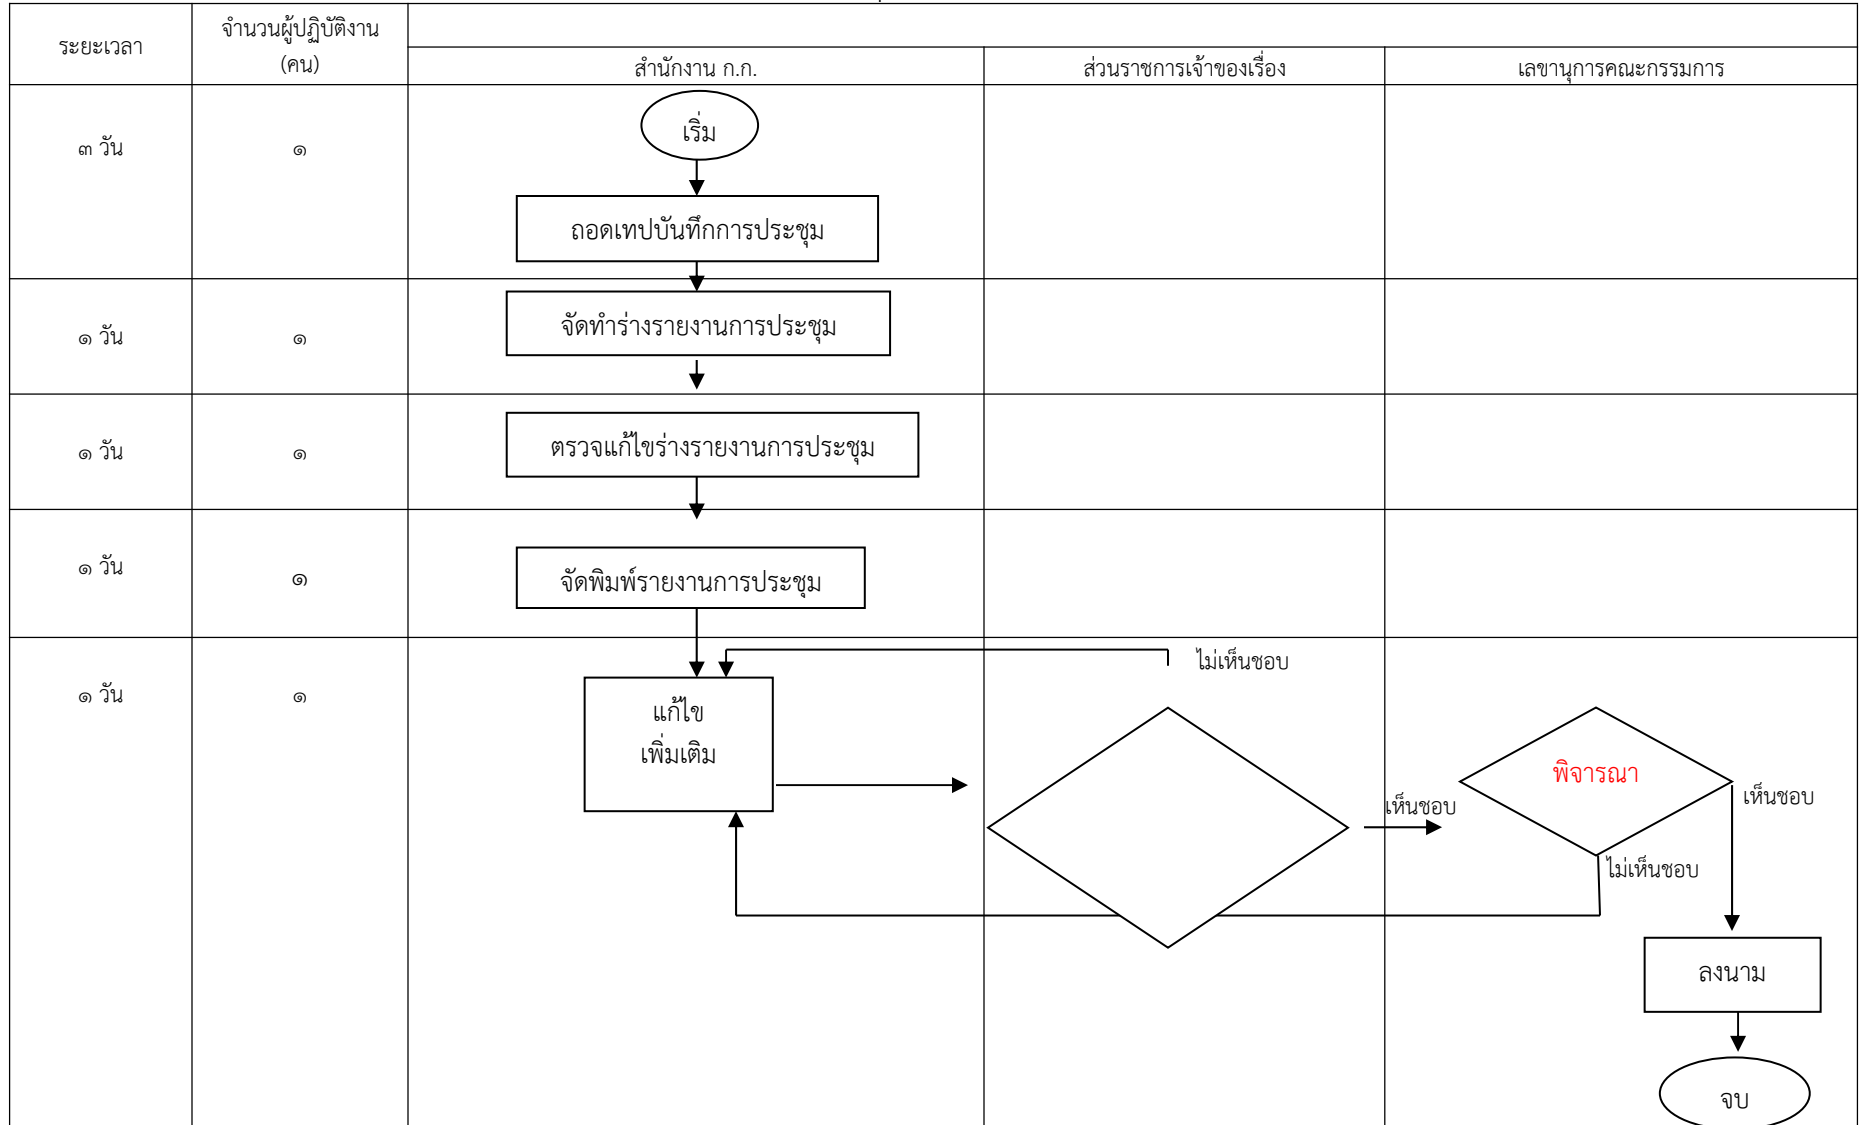 ระยะเวลา
จำนวนผู้ปฏิบัติงาน
(คน)
สำนักงาน ก.ก.
ส่วนราชการเจ้าของเรื่อง
เลขานุการคณะกรรมการ
เริ่ม
๓ วัน
๑
ถอดเทปบันทึกการประชุม
จัดทำร่างรายงานการประชุม
๑ วัน
๑
ตรวจแก้ไขร่างรายงานการประชุม
๑ วัน
๑
๑ วัน
๑
จัดพิมพ์รายงานการประชุม
ไม่เห็นชอบ
๑ วัน
๑
แก้ไข
เพิ่มเติม
พิจารณา
เห็นชอบ
เห็นชอบ
ไม่เห็นชอบ
ลงนาม
จบ